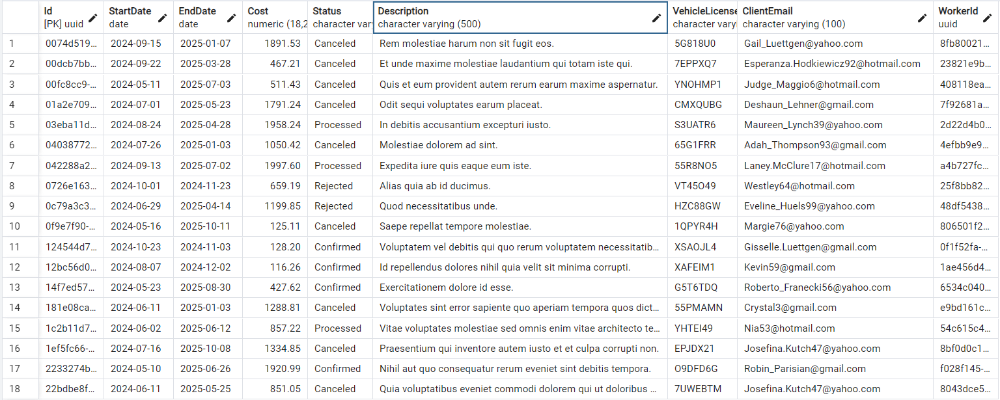 Id StartDate EndDate Cost Status Description VehicleLicense ClientEmail WorkerId
[PK] uuid date date numeric (18,2 character vary character varying (500) character vary character varying (100) uuid
1 0074d519... 2024-09-15 2025-01-07 1891.53 Canceled Rem molestiae harum non sit fugit eos. 5G818U0 Gail_Luettgen@yahoo.com 8fb80021...
2 00dcb7bb... 2024-09-22 2025-03-28 467.21 Canceled Et unde maxime molestiae laudantium qui totam iste qui. 7EPPXQ7 Esperanza.Hodkiewicz92@hotmail.com 23821e9b...
3 00fc8cc9-... 2024-05-11 2025-07-03 511.43 Canceled Quis et eum provident autem rerum earum maxime aspernatur. YNOHMP1 Judge_Maggio6@hotmail.com 408118ea...
4 01a2e709... 2024-07-01 2025-05-23 1791.24 Canceled Odit sequi voluptates earum placeat. CMXQUBG Deshaun_Lehner@gmail.com 7f92681a...
5 03eba11d... 2024-08-24 2025-04-28 1958.24 Processed In debitis accusantium excepturi iusto. S3UATR6 Maureen_Lynch39@yahoo.com 2d22d4b0...
6 04038772... 2024-07-26 2025-01-03 1050.42 Canceled Molestiae dolorem ad sint. 65G1FRR Adah_Thompson93@gmail.com 4efbb9e9...
7 042288a2... 2024-09-13 2025-07-02 1997.60 Processed Expedita iure quis eaque eum iste. 55R8NO5 Laney.McClure17@hotmail.com a4b727fc...
8 0726e163... 2024-10-01 2024-11-23 659.19 Rejected Alias quia ab id ducimus. VT45O49 Westley64@hotmail.com 25f8bb82...
9 0c79a3c3... 2024-06-29 2025-04-14 1199.85 Rejected Quod necessitatibus unde. HZC88GW Eveline_Huels99@yahoo.com 48df5438...
10 0f9e7f90-... 2024-05-16 2025-10-11 125.11 Canceled Saepe repellat tempore molestiae. 1QPYR4H Margie76@yahoo.com 806501f2...
11 124544d7... 2024-10-23 2024-11-03 128.20 Confirmed Voluptatem vel debitis qui quo rerum voluptatem necessitatib... XSAOJL4 Gisselle.Luettgen@gmail.com 0f1f52fa-...
12 12bc56d0... 2024-08-07 2024-12-02 116.26 Confirmed Id repellendus dolores nihil quia velit sit minima corrupti. XAFEIM1 Kevin59@gmail.com 1ae456d4...
13 14f7ed57... 2024-05-23 2025-08-30 427.62 Confirmed Exercitationem dolore id esse. G5T6TDQ Roberto_Franecki56@yahoo.com 6534c040...
14 181e08ca... 2024-06-11 2025-01-03 1288.81 Canceled Voluptates sint error sapiente quo aperiam tempora quos dict... 55PMAMN Crystal3@gmail.com e9bd161c...
15 1c2b11d7... 2024-06-02 2025-06-12 857.22 Processed Vitae voluptates molestiae sed omnis enim vitae architecto te... YHTEI49 Nia53@hotmail.com 54c615c4...
16 1ef5fc66-... 2024-07-16 2025-10-08 1334.85 Canceled Praesentium qui inventore autem iusto et et culpa corrupti non. EPJDX21 Josefina.Kutch47@yahoo.com 8bf0d0c1...
17 2233274b... 2024-05-10 2025-06-26 1920.99 Confirmed Nihil aut quo consequatur rerum eveniet sint debitis tempora. O9DFD6G Robin_Parisian@gmail.com f028f145-...
18 22bdbe8f... 2024-06-11 2025-05-25 851.05 Canceled Quia voluptatibus eveniet commodi dolorem qui ut doloribus ... 7UWEBTM Josefina.Kutch47@yahoo.com 8043dce5...